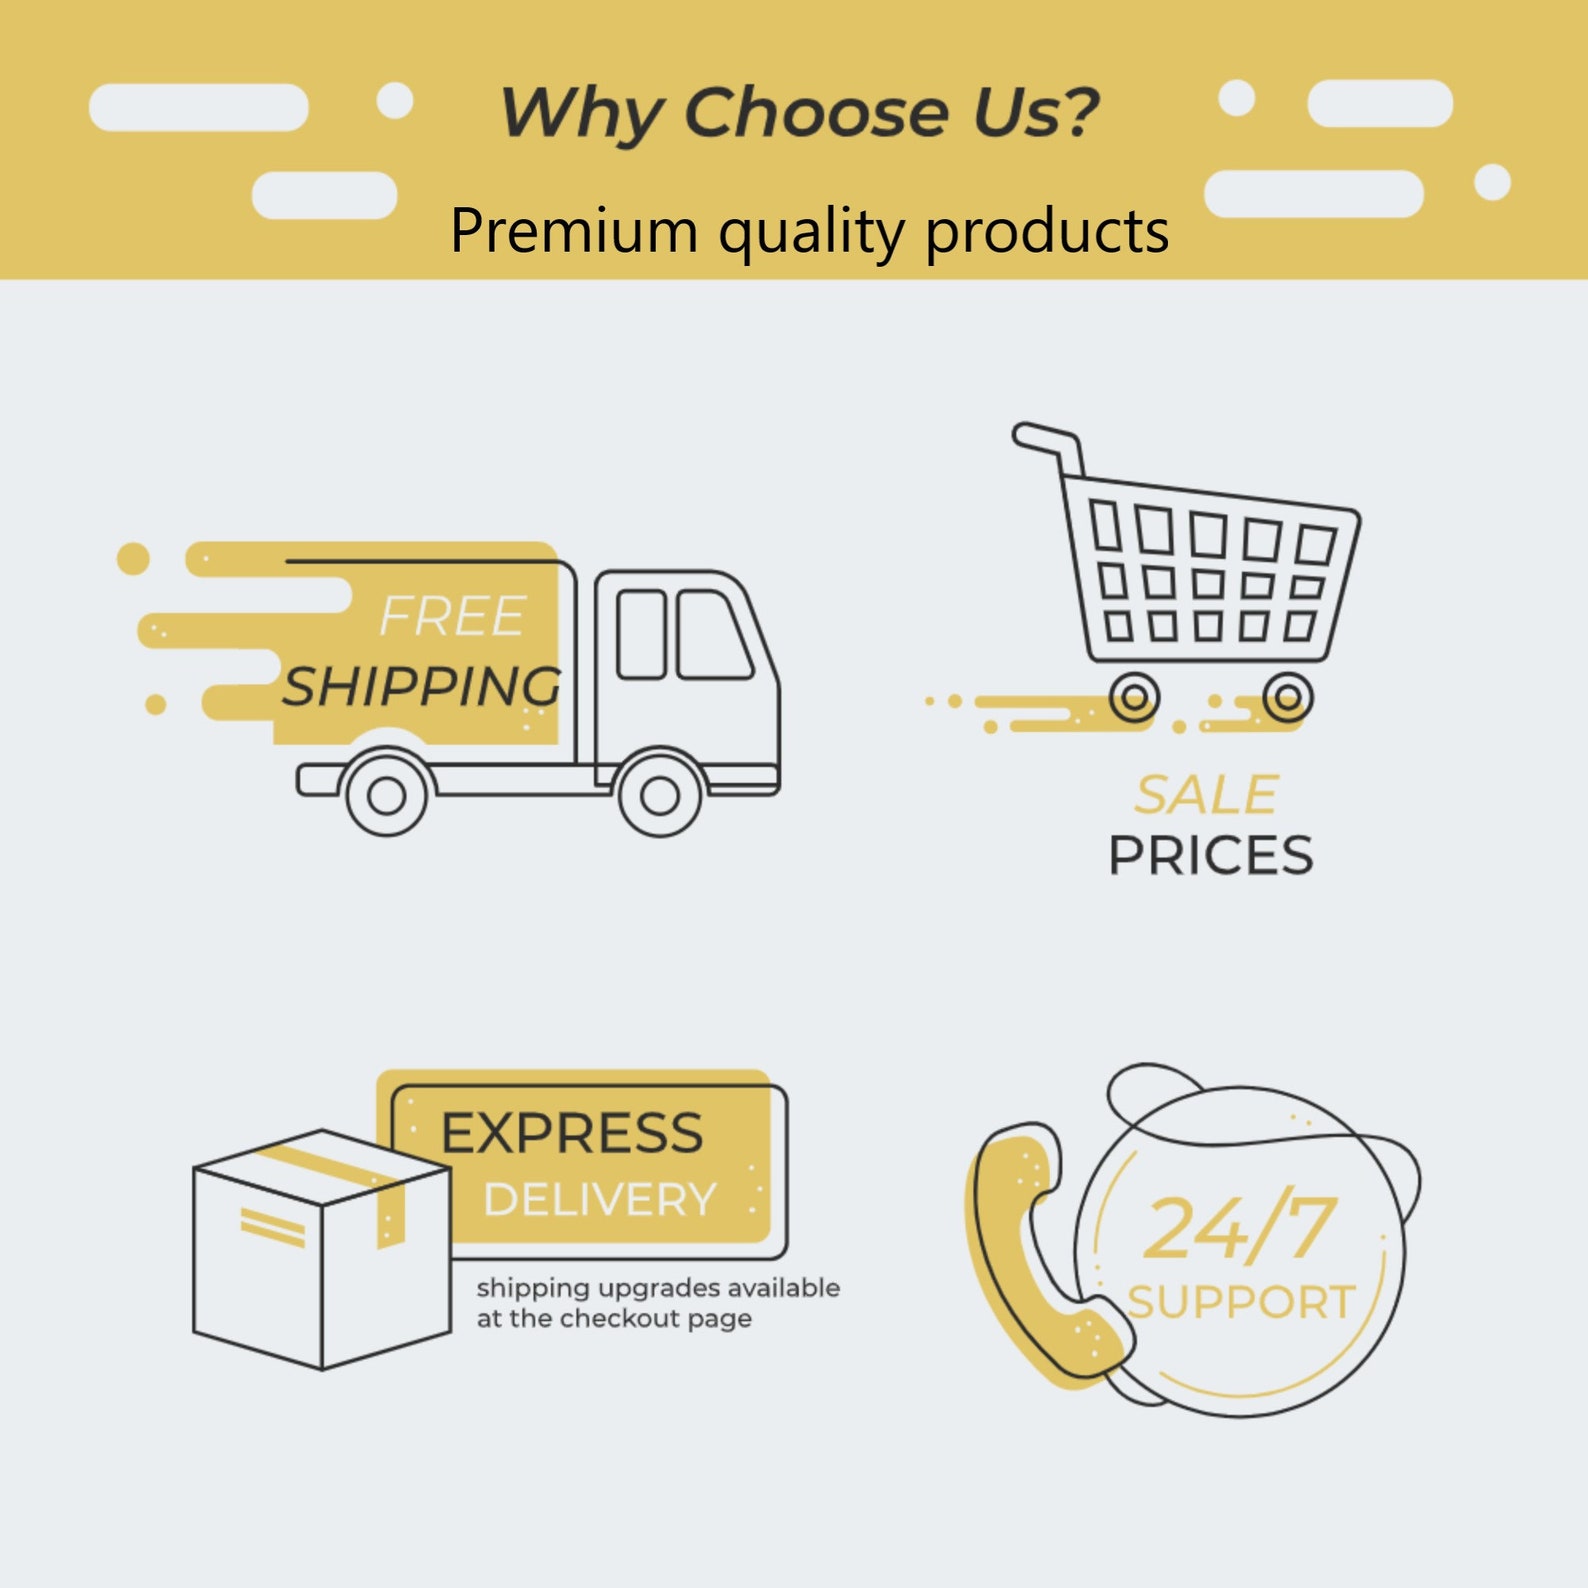 Why Choose Us?
Premium quality products
FREE
SHIPPING
SALE
PRICES
EXPRESS
DELIVERY
shipping upgrades available
at the checkout page
24/7
SUPPORT